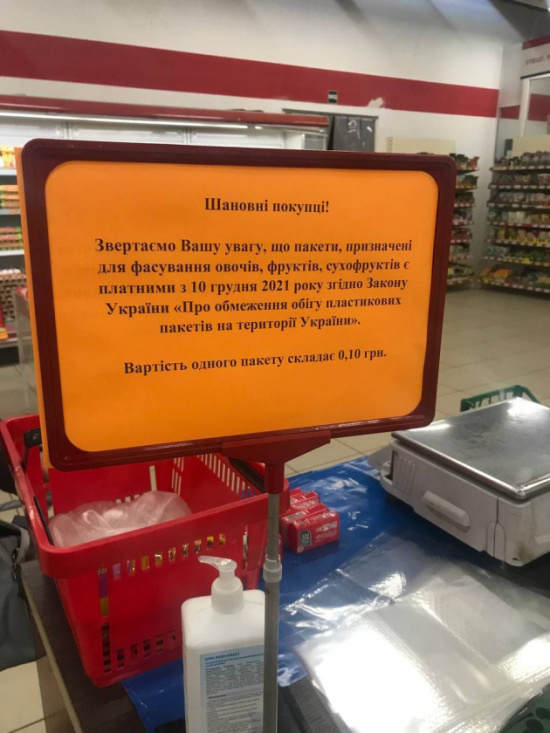 Шановні покупці!
Звертаємо Вашу увагу, що пакети, призначені
для фасування овочів, фруктів, сухофруктів є
платними з 10 грудня 2021 року згідно Закону
України «Про обмеження обігу пластикових
пакетів на території України».
Вартість одного пакету складає 0,10 грн.